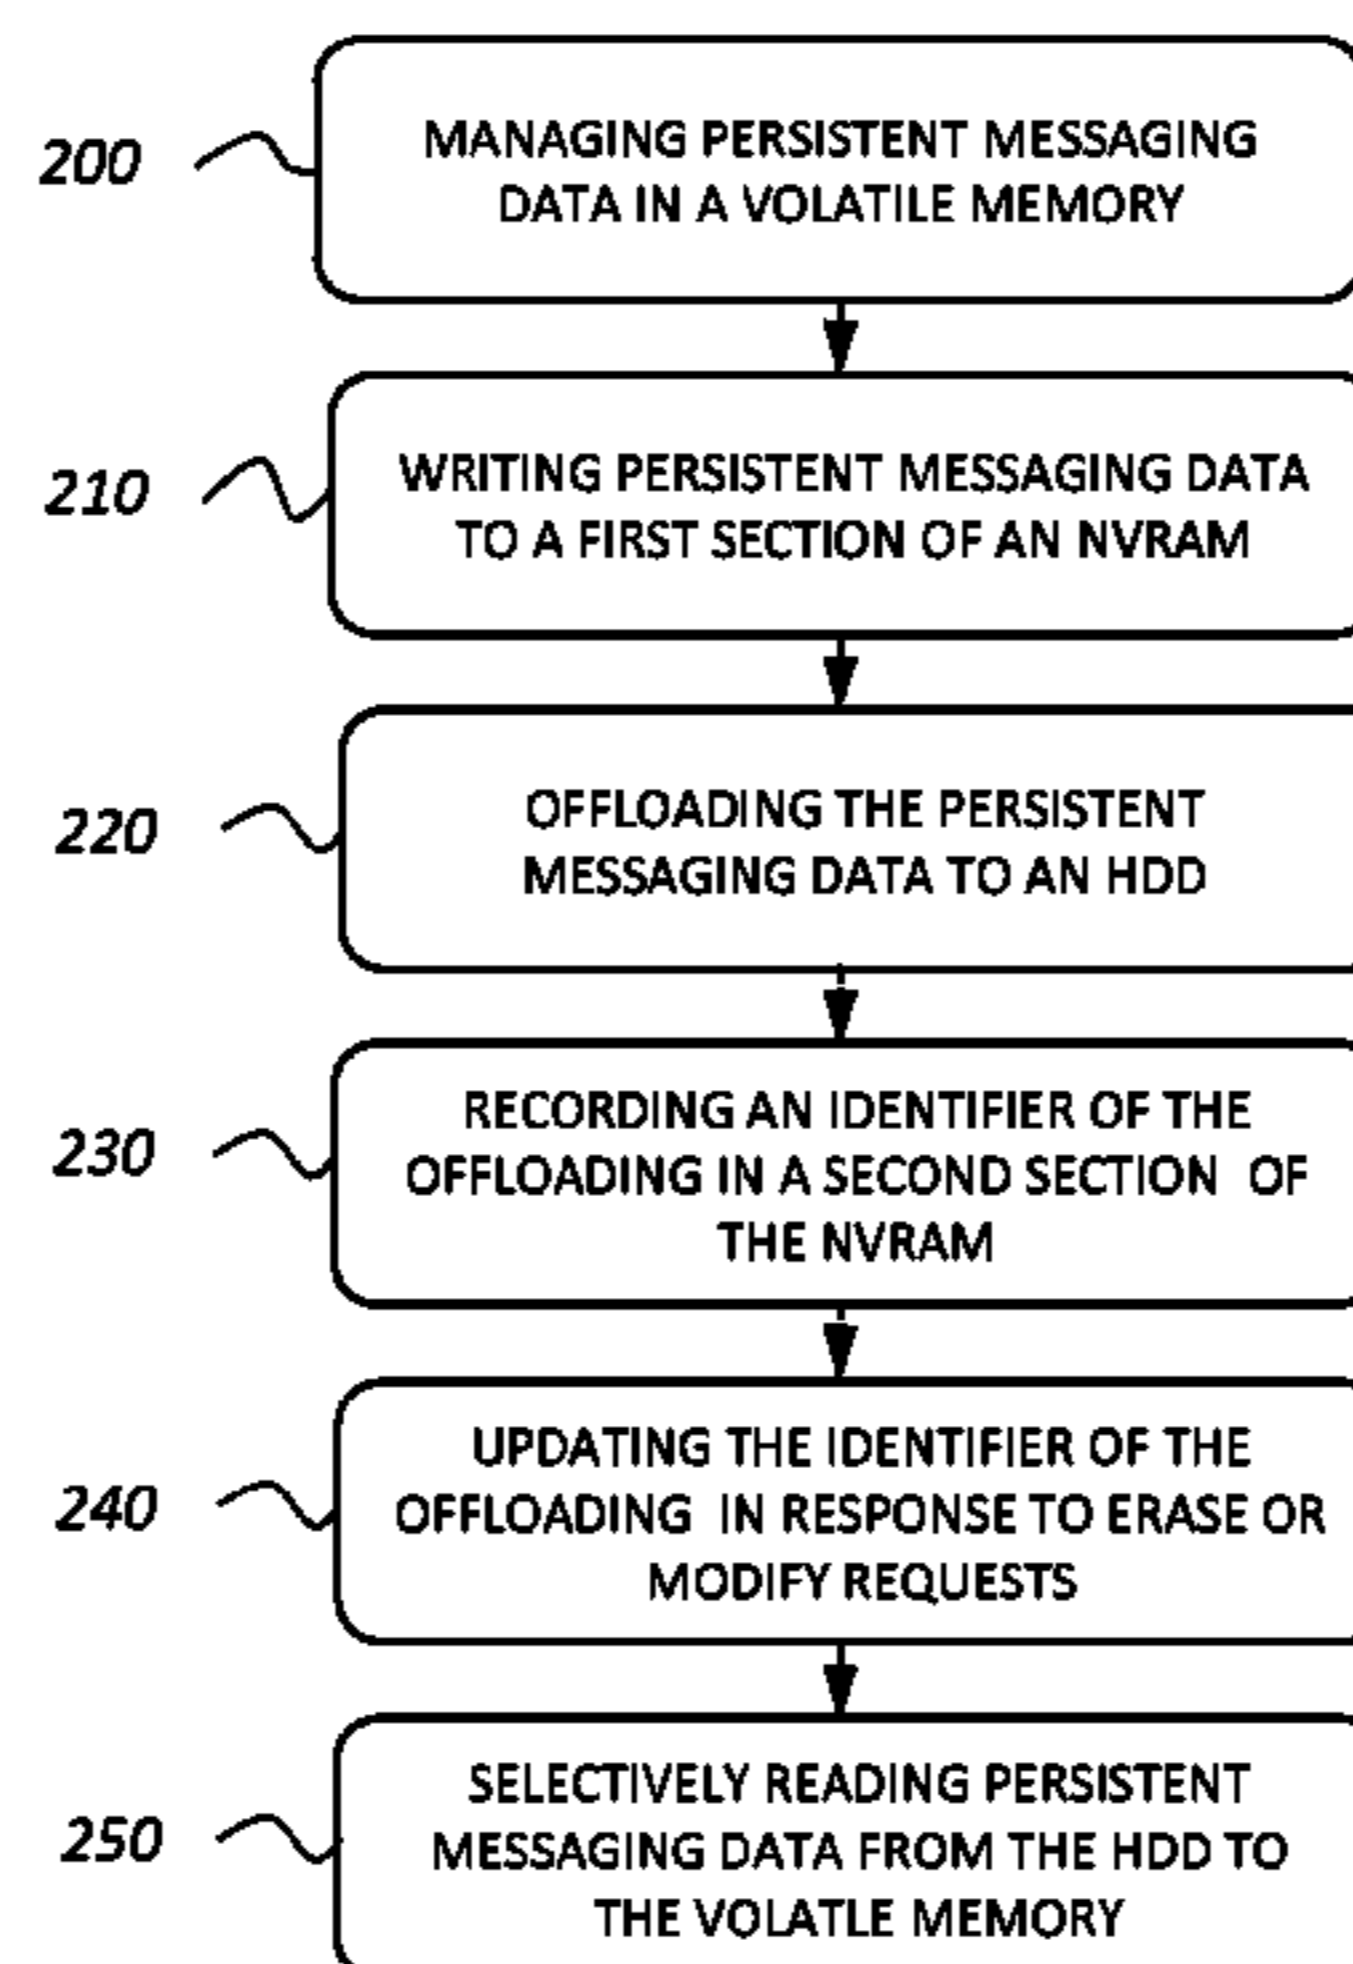 200
MANAGING PERSISTENT MESSAGING
DATA IN A VOLATILE MEMORY
210
WRITING PERSISTENT MESSAGING DATA
TO A FIRST SECTION OF AN NVRAM
220
OFFLOADING THE PERSISTENT
MESSAGING DATA TO AN HDD
230
RECORDING AN IDENTIFIER OF THE
OFFLOADING IN A SECOND SECTION OF
THE NVRAM
240
UPDATING THE IDENTIFIER OF THE
OFFLOADING IN RESPONSE TO ERASE OR
MODIFY REQUESTS
250
SELECTIVELY READING PERSISTENT
MESSAGING DATA FROM THE HDD TO
THE VOLATLE MEMORY